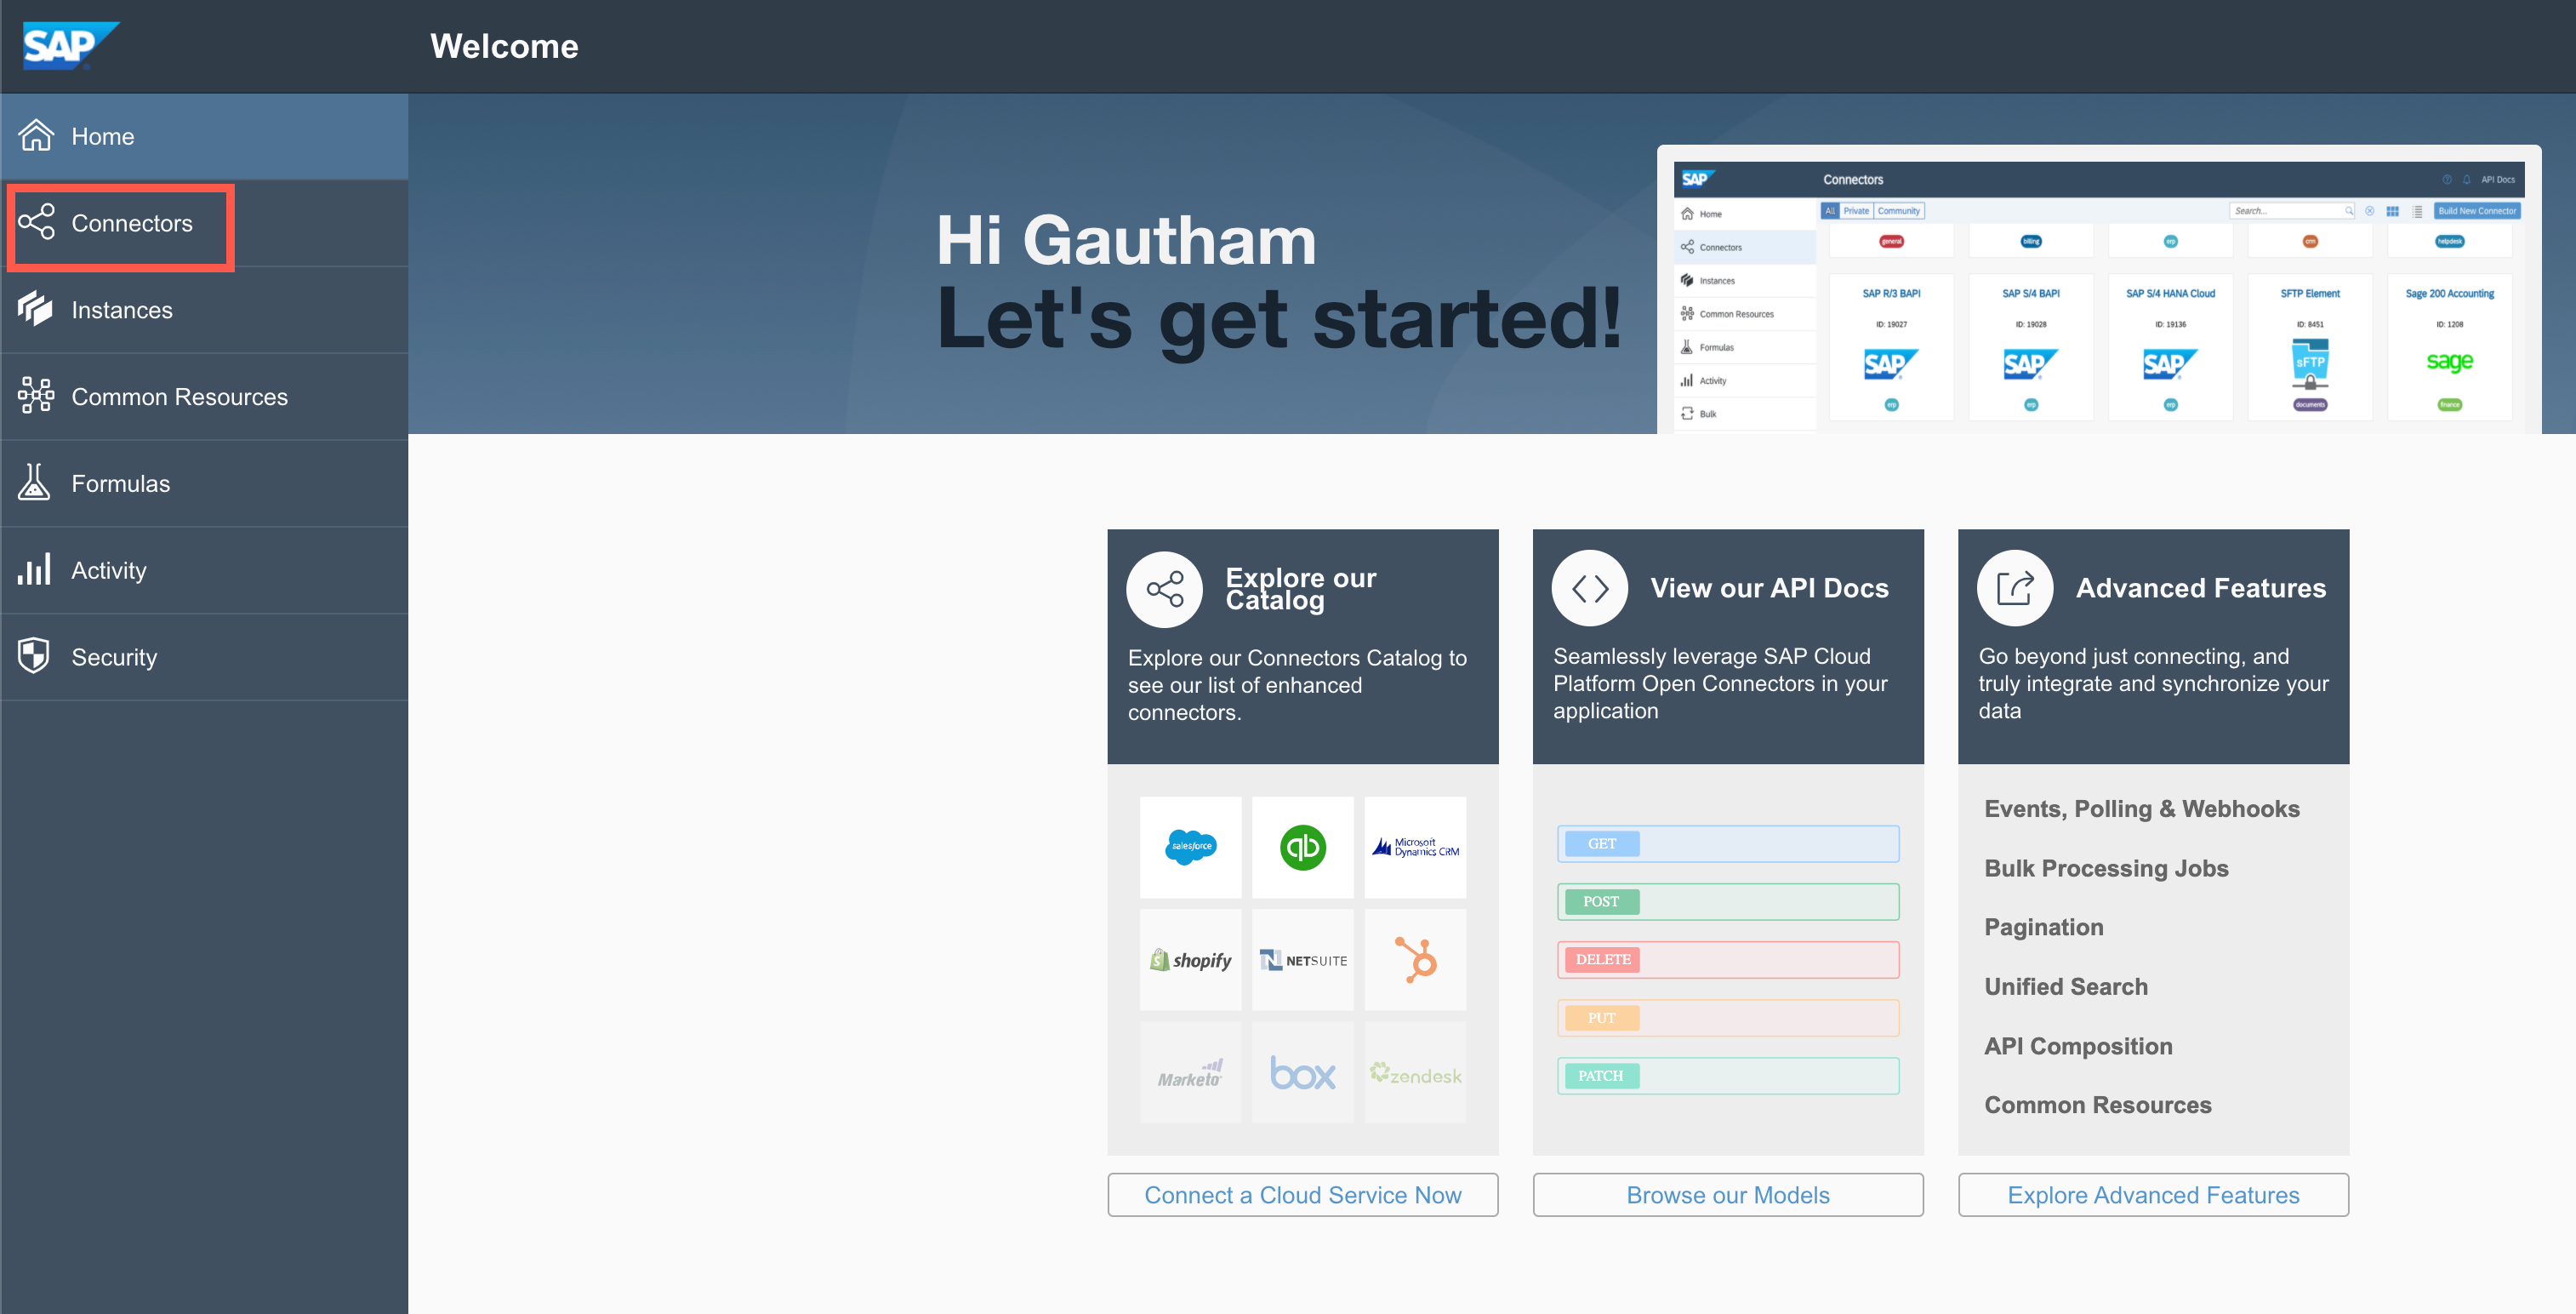 SAP
Welcome
Home
Connectors
Instances
Common Resources
Formulas
Activity
Security
Hi Gautham
Let's get started!
SAP
Connectors
API Docs
Home
Connectors
Instances
Common Resources
Formulas
Activity
Bulk
All
Private
Community
Search...
Build New Connector
general
billing
erp
crm
helpdesk
SAP R/3 BAPI
ID: 19027
SAP
erp
SAP S/4 BAPI
ID: 19028
SAP
erp
SAP S/4 HANA Cloud
ID: 19136
SAP
erp
SFTP Element
ID: 8451
sFTP
documents
Sage 200 Accounting
ID: 1208
sage
finance
Explore our
Catalog
Explore our Connectors Catalog to
see our list of enhanced
connectors.
salesforce
qb
Microsoft
Dynamics CRM
shopify
NETSUITE
Marketo
box
zendesk
Connect a Cloud Service Now
View our API Docs
Seamlessly leverage SAP Cloud
Platform Open Connectors in your
application
GET
POST
DELETE
PUT
PATCH
Browse our Models
Advanced Features
Go beyond just connecting, and
truly integrate and synchronize your
data
Events, Polling & Webhooks
Bulk Processing Jobs
Pagination
Unified Search
API Composition
Common Resources
Explore Advanced Features